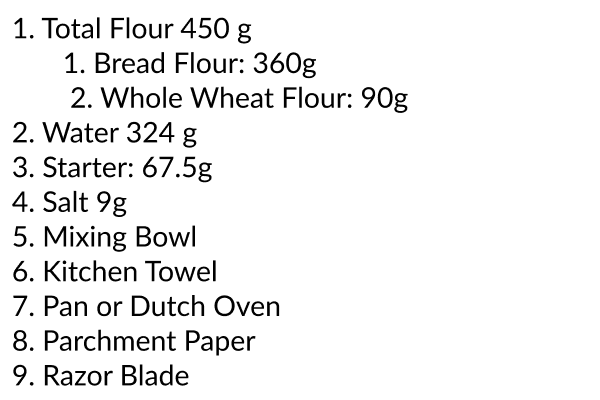 1. Total Flour 450 g
1. Bread Flour: 360g
2. Whole Wheat Flour: 90g
2. Water 324 g
3. Starter: 67.5g
4. Salt 9g
5. Mixing Bowl
6. Kitchen Towel
7. Pan or Dutch Oven
8. Parchment Paper
9. Razor Blade